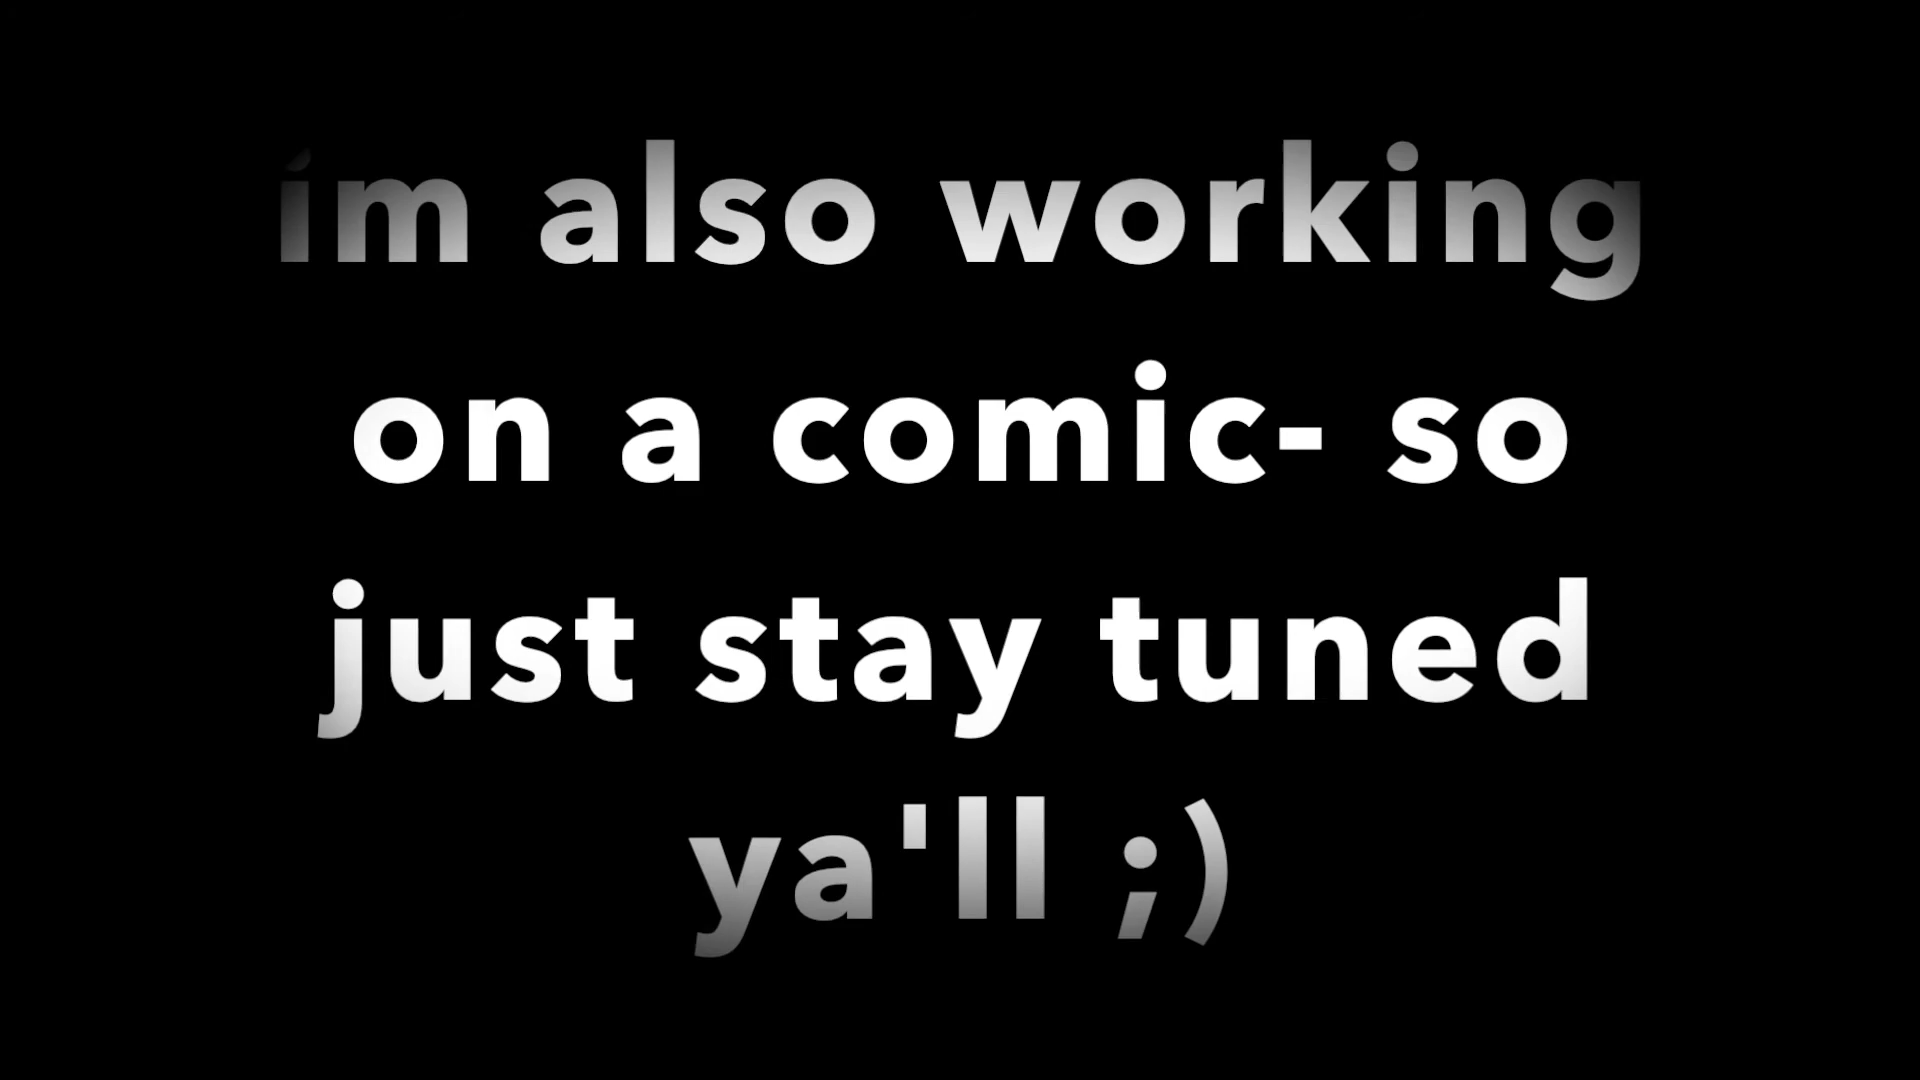 im also working
on a comic- so
just stay tuned
ya'll ;)